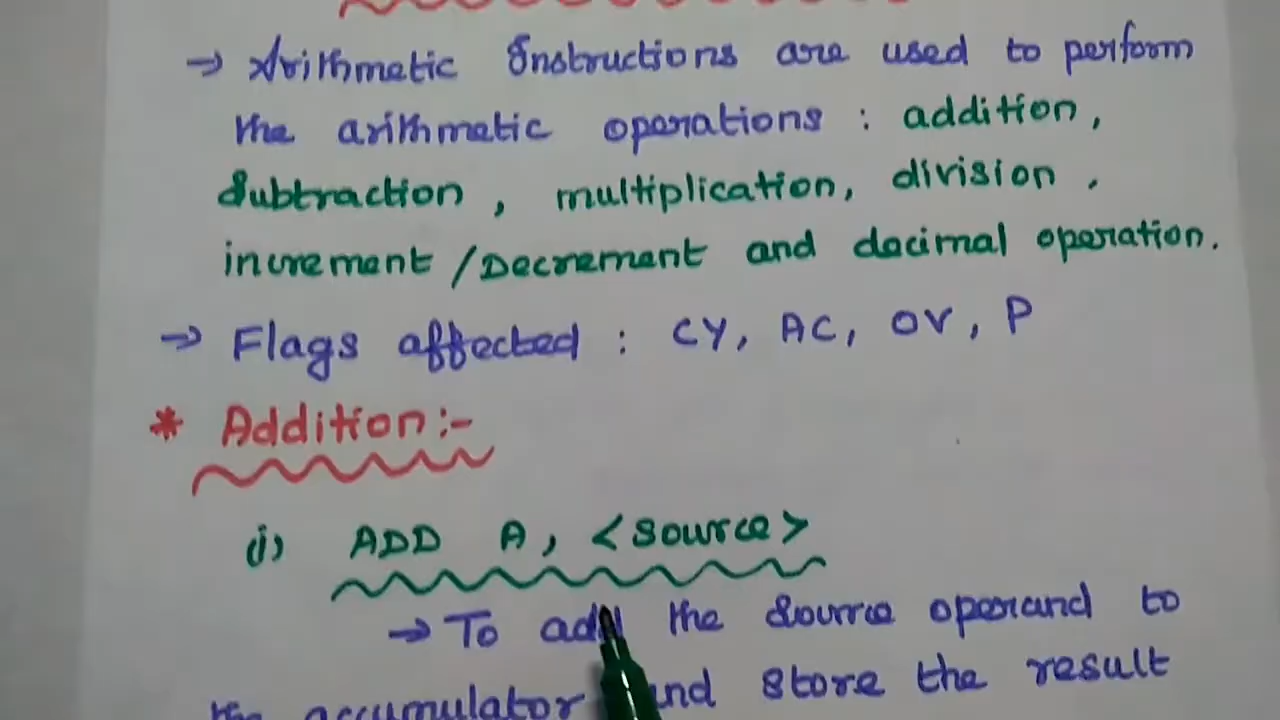 → Arithmetic Instructions are used to perform
the arithmetic operations : addition,
Subtraction, multiplication, division,
increment /Decrement and decimal operation.
→ Flags affected : CY, AC, OV, P
* Addition:-
(i) ADD A, <Source>
→ To add the Source operand to
the accumulator and store the result